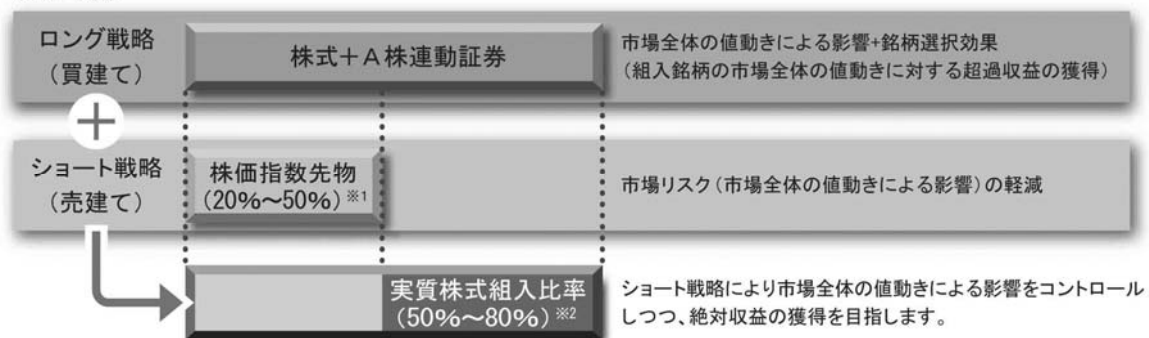 ロング戦略
（買建て）
株式＋Ａ株連動証券
市場全体の値動きによる影響+銘柄選択効果
（組入銘柄の市場全体の値動きに対する超過収益の獲得）
ショート戦略
（売建て）
株価指数先物
（20%～50%）※1
市場リスク（市場全体の値動きによる影響）の軽減
実質株式組入比率
（50%～80%）※2
ショート戦略により市場全体の値動きによる影響をコントロール
しつつ、絶対収益の獲得を目指します。